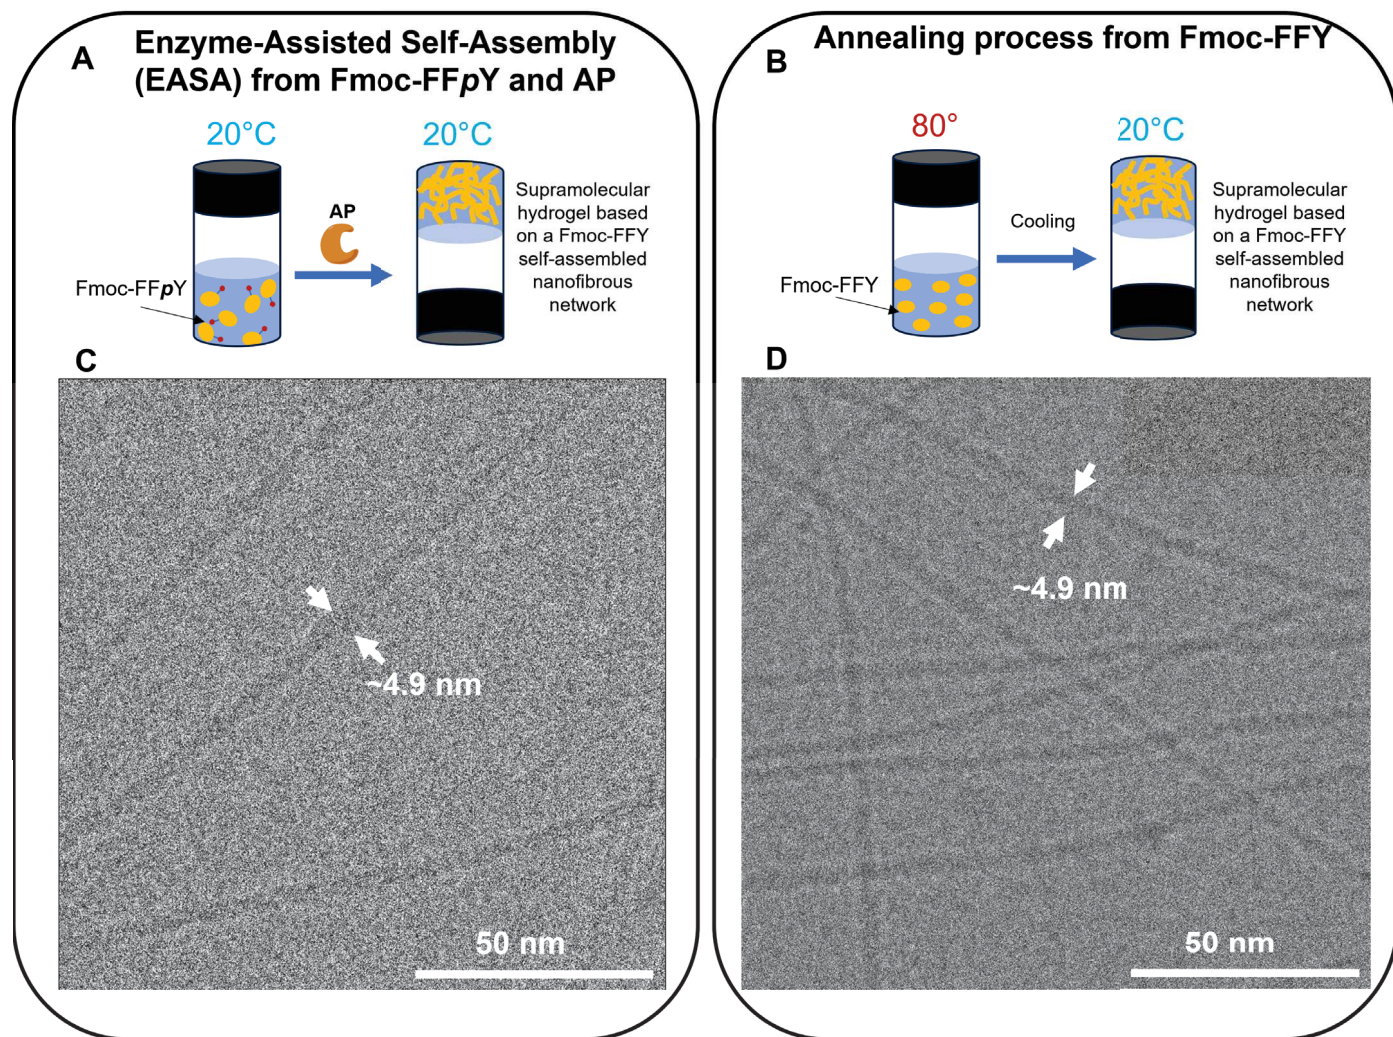 A
Enzyme-Assisted Self-Assembly
(EASA) from Fmoc-FFpY and AP
20°C
20°C
AP
Fmoc-FFpY
Supramolecular
hydrogel based
on a Fmoc-FFY
self-assembled
nanofibrous
network
B
Annealing process from Fmoc-FFY
80°
20°C
Cooling
Fmoc-FFY
Supramolecular
hydrogel based
on a Fmoc-FFY
self-assembled
nanofibrous
network
C
~4.9 nm
50 nm
D
~4.9 nm
50 nm